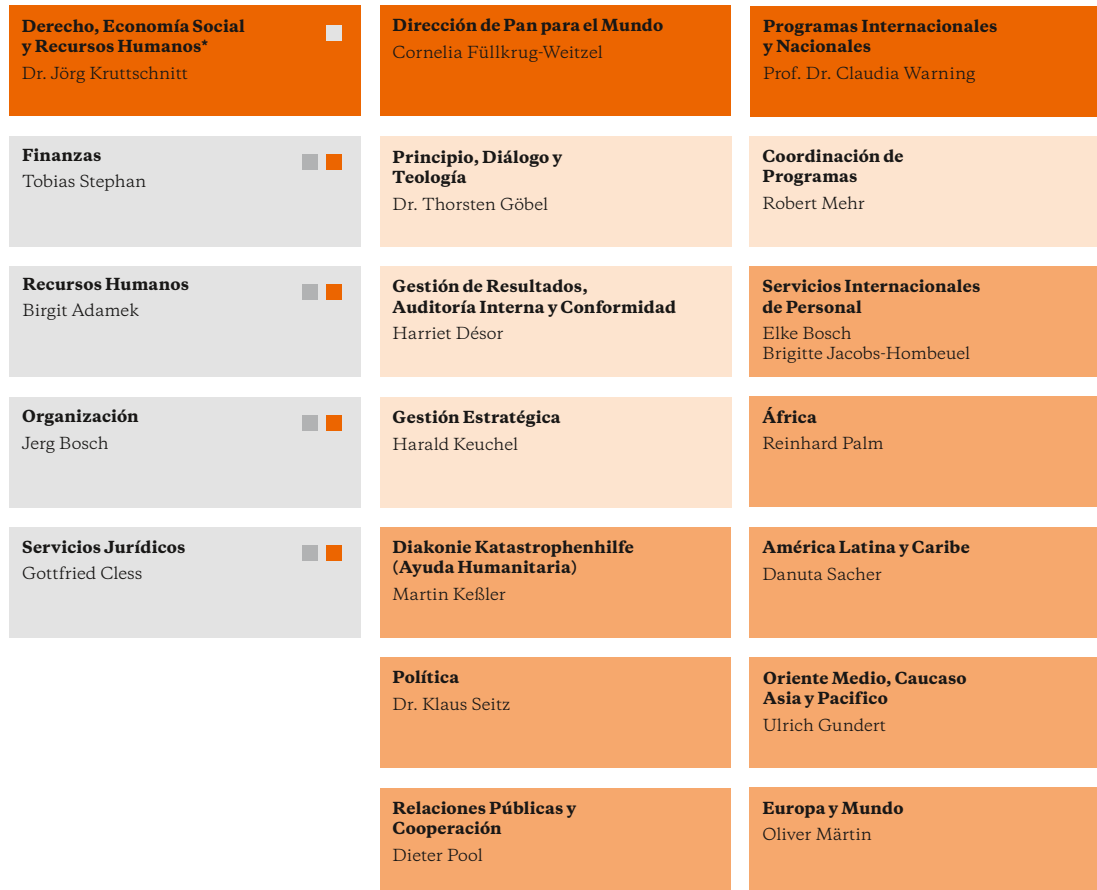 Derecho, Economía Social
y Recursos Humanos*
Dr. Jörg Kruttschnitt
Finanzas
Tobias Stephan
Recursos Humanos
Birgit Adamek
Organización
Jerg Bosch
Servicios Jurídicos
Gottfried Cless
Dirección de Pan para el Mundo
Cornelia Füllkrug-Weitzel
Principio, Diálogo y
Teología
Dr. Thorsten Göbel
Gestión de Resultados,
Auditoría Interna y Conformidad
Harriet Désor
Gestión Estratégica
Harald Keuchel
Diakonie Katastrophenhilfe
(Ayuda Humanitaria)
Martin Keßler
Política
Dr. Klaus Seitz
Relaciones Públicas y
Cooperación
Dieter Pool
Programas Internacionales
y Nacionales
Prof. Dr. Claudia Warning
Coordinación de
Programas
Robert Mehr
Servicios Internacionales
de Personal
Elke Bosch
Brigitte Jacobs-Hombeuel
África
Reinhard Palm
América Latina y Caribe
Danuta Sacher
Oriente Medio, Caucaso
Asia y Pacifico
Ulrich Gundert
Europa y Mundo
Oliver Märtin